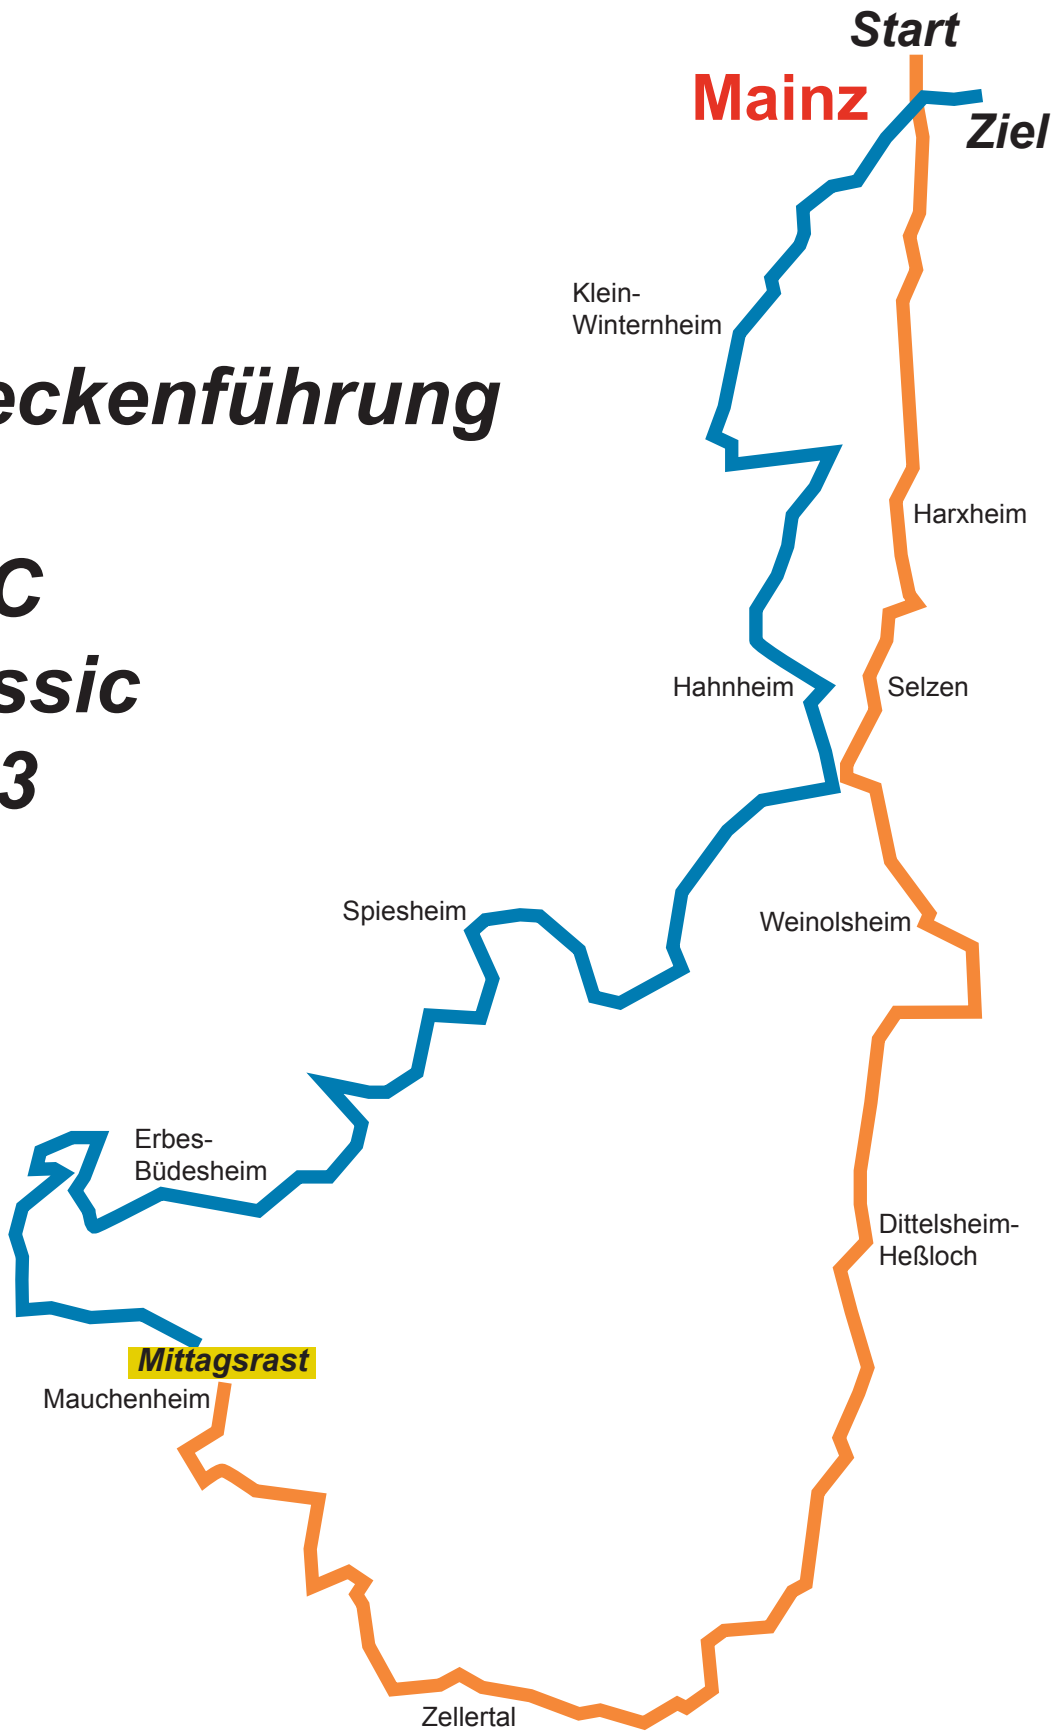 Start
Mainz
Ziel
Klein-
Winternheim
eckenführung
Harxheim
C
ssic
Hahnheim
Selzen
3
Spiesheim
Weinolsheim
Erbes-
Büdesheim
Dittelsheim-
Heßloch
Mittagsrast
Mauchenheim
Zellertal